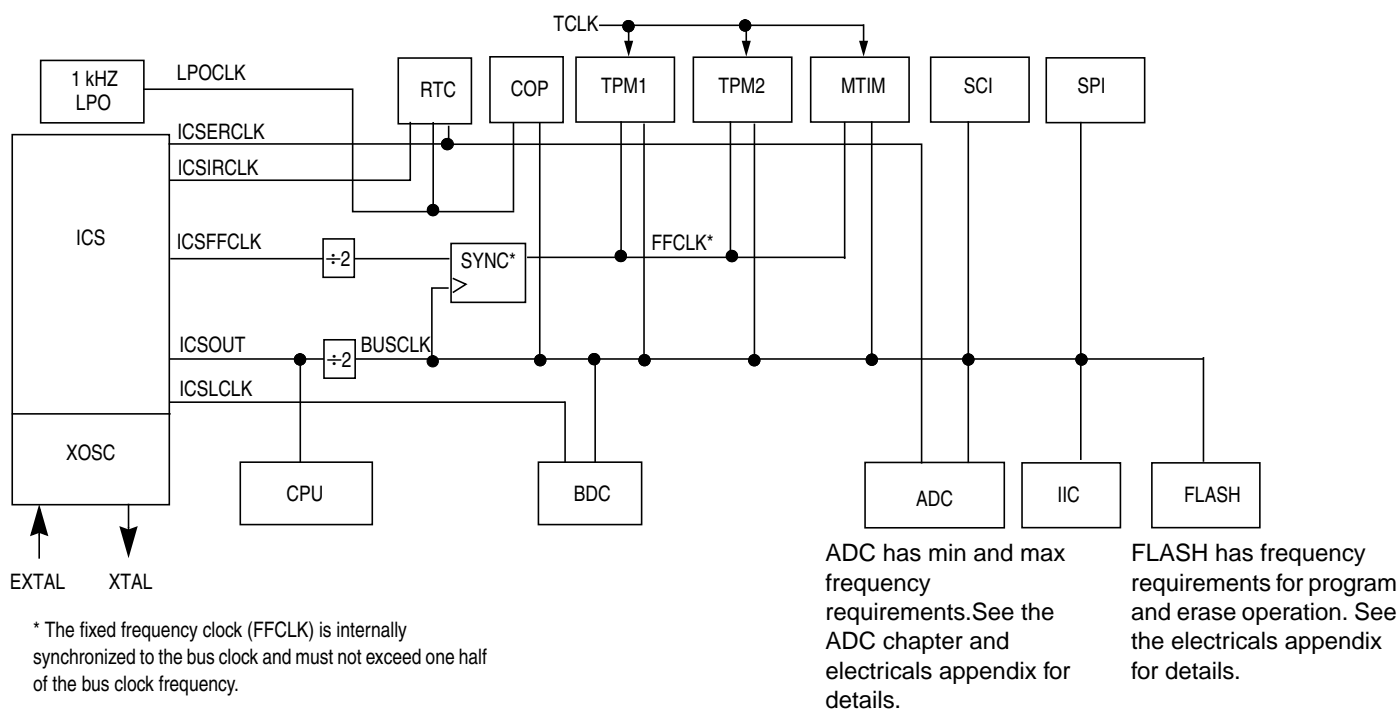 TCLK
1 kHZ
LPO
LPOCLK
RTC
COP
TPM1
TPM2
MTIM
SCI
SPI
ICSERCLK
ICSIRCLK
ICS
ICSFFCLK
÷2
SYNC*
FFCLK*
ICSOUT
÷2
BUSCLK
ICSLCLK
XOSC
CPU
BDC
ADC
IIC
FLASH
EXTAL
XTAL
ADC has min and max
frequency
requirements.See the
ADC chapter and
electricals appendix for
details.
FLASH has frequency
requirements for program
and erase operation. See
the electricals appendix
for details.
* The fixed frequency clock (FFCLK) is internally
synchronized to the bus clock and must not exceed one half
of the bus clock frequency.